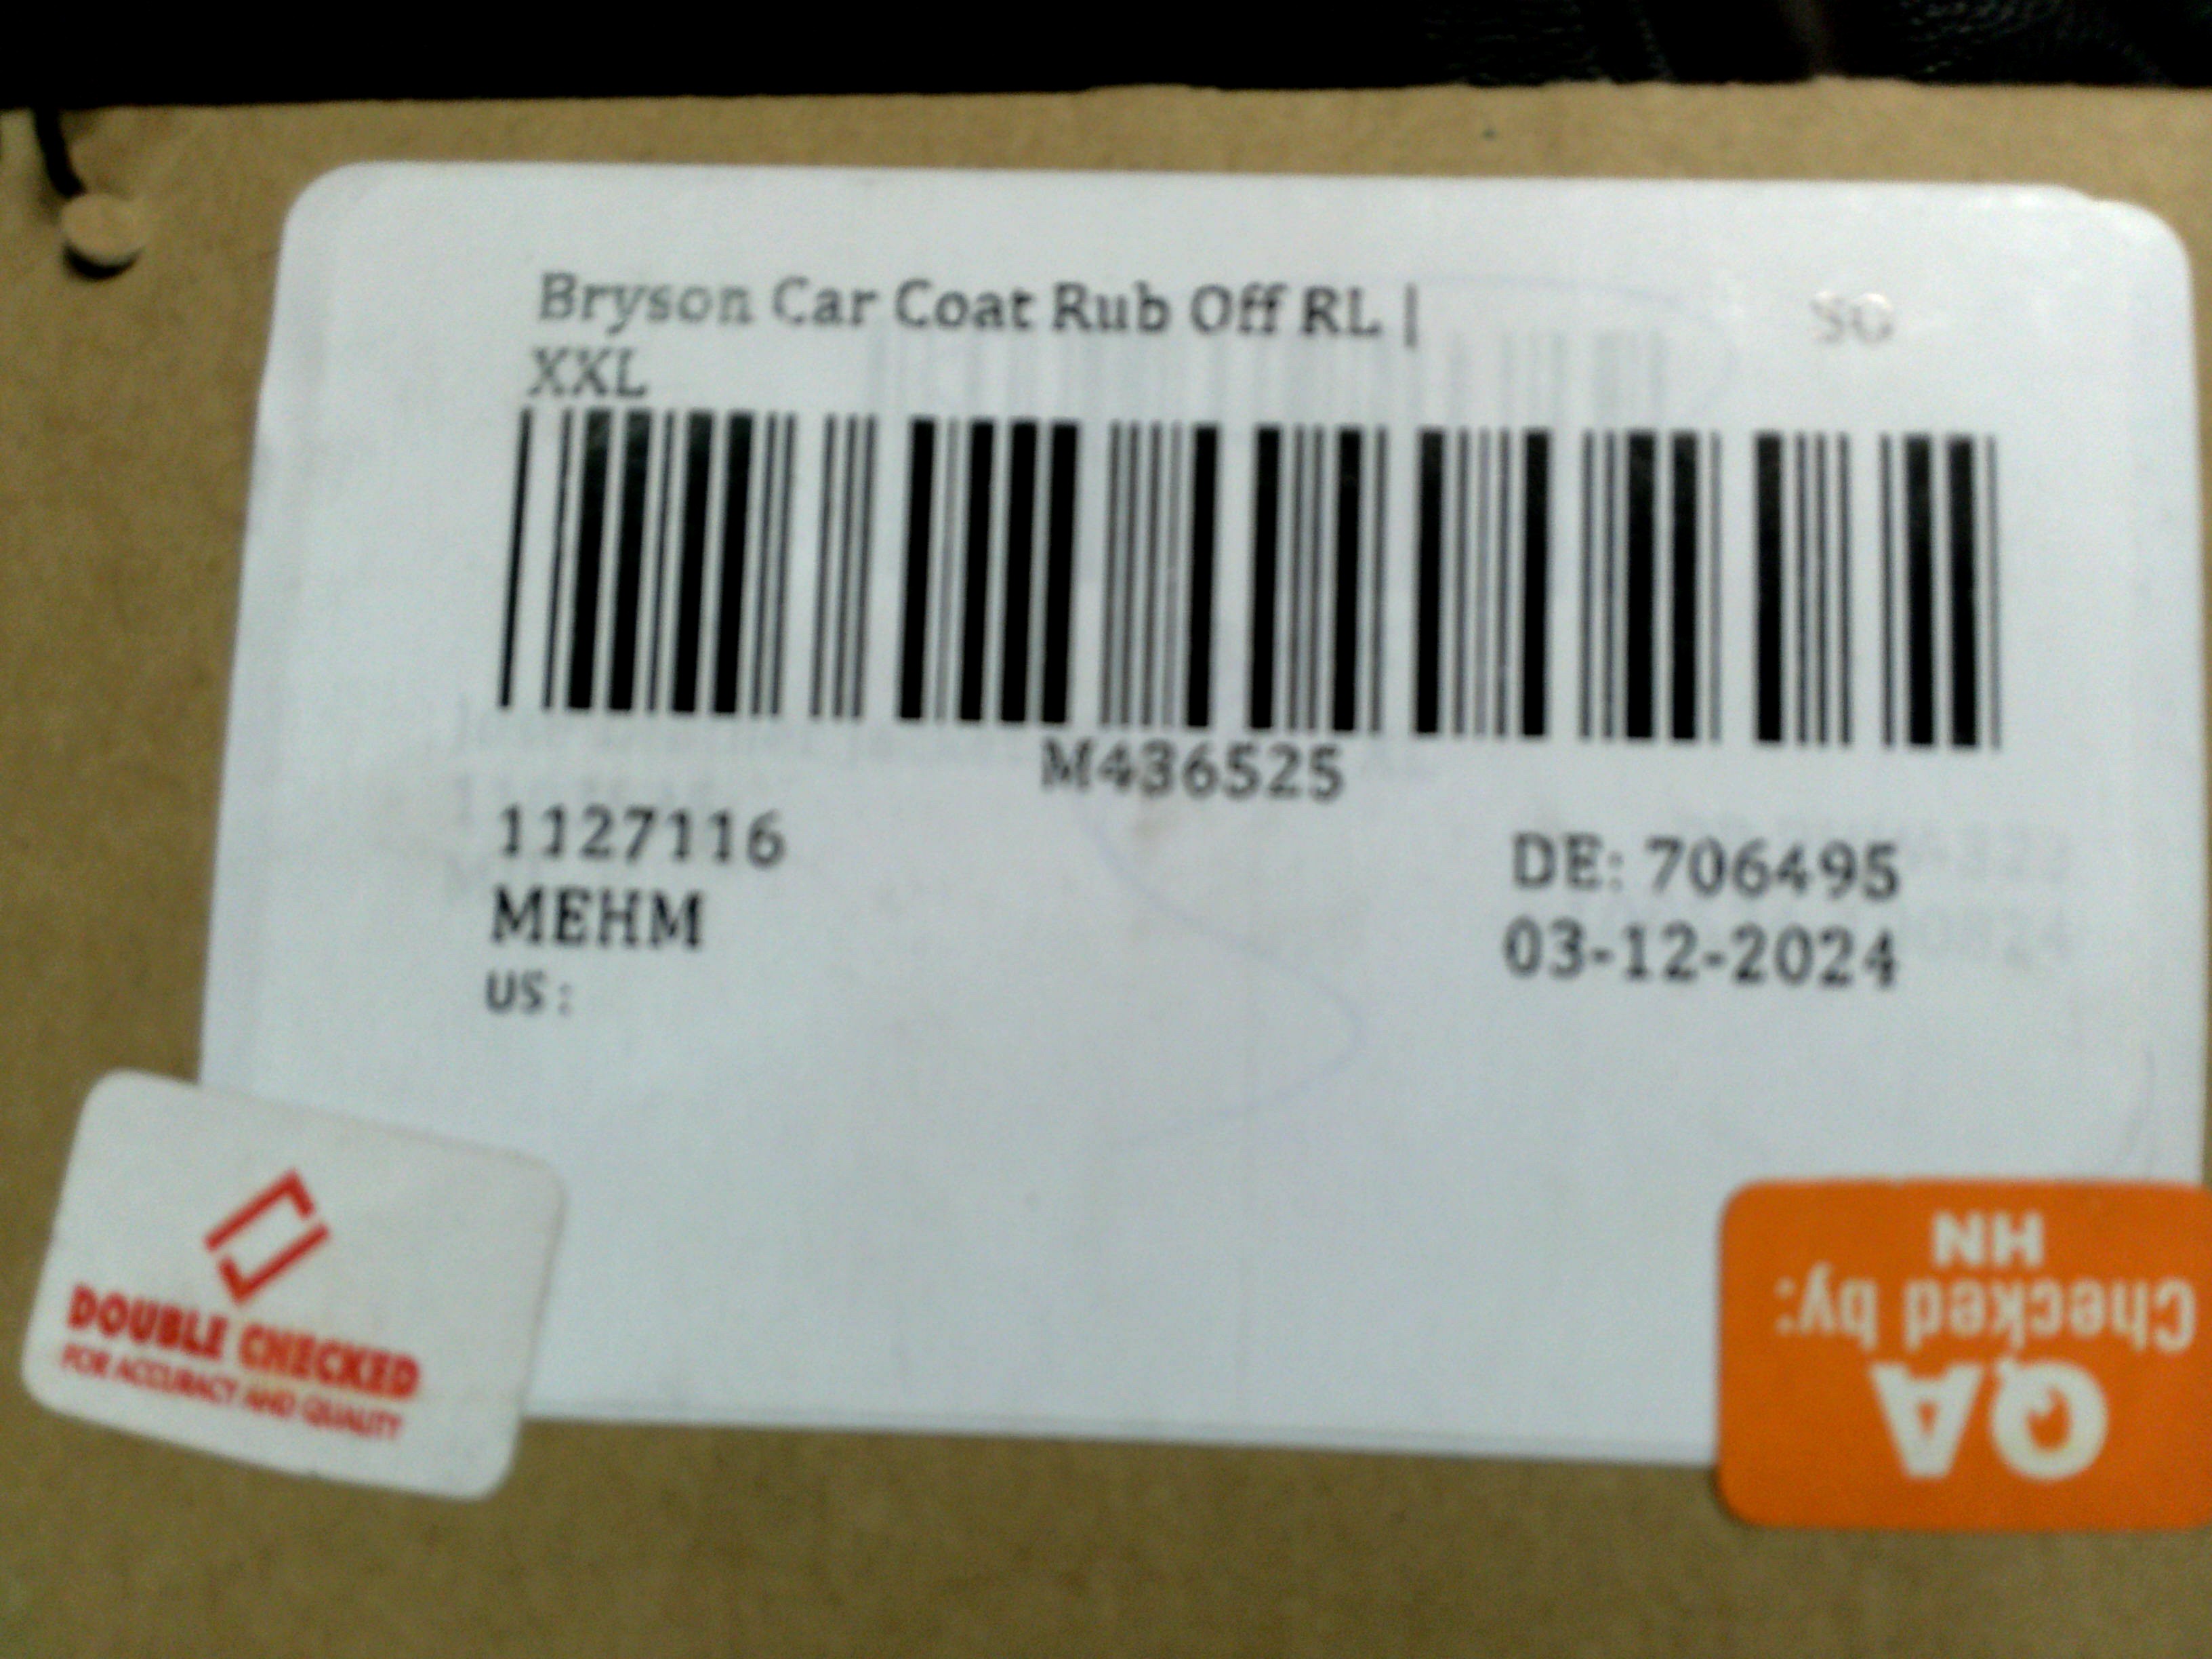 Bryson Car Coat Rub Off RL |
SO
XXL
M436525
1127116
DE: 706495
MEHM
03-12-2024
US :
DOUBLE CHECKED
FOR ACCURACY AND QUALITY
QA
Checked by:
HN